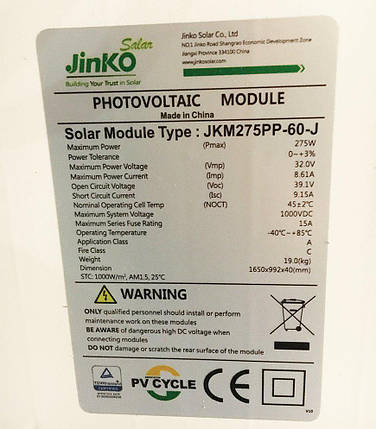 Solar
JinKO
Building Your Trust in Solar
Jinko Solar Co., Ltd
NO.1 Jinko Road Shangrao Economic Development Zone
Jiangxi Province 334100 China
www.jinkosolar.com
PHOTOVOLTAIC MODULE
Made in China
Solar Module Type : JKM275PP-60-J
Maximum Power (Pmax) 275W
Power Tolerance 0~+3%
Maximum Power Voltage (Vmp) 32.0V
Maximum Power Current (Imp) 8.61A
Open Circuit Voltage (Voc) 39.1V
Short Circuit Current (Isc) 9.15A
Nominal Operating Cell Temp (NOCT) 45±2℃
Maximum System Voltage 1000VDC
Maximum Series Fuse Rating 15A
Operating Temperature -40℃~+85℃
Application Class A
Fire Class C
Weight 19.0(kg)
Dimension 1650x992x40(mm)
STC: 1000W/m², AM1.5, 25℃
WARNING
ONLY qualified personnel should install or perform
maintenance work on these modules
BE AWARE of dangerous high DC voltage when
connecting modules
DO NOT damage or scratch the rear surface of the module
PV CYCLE
CE
V10